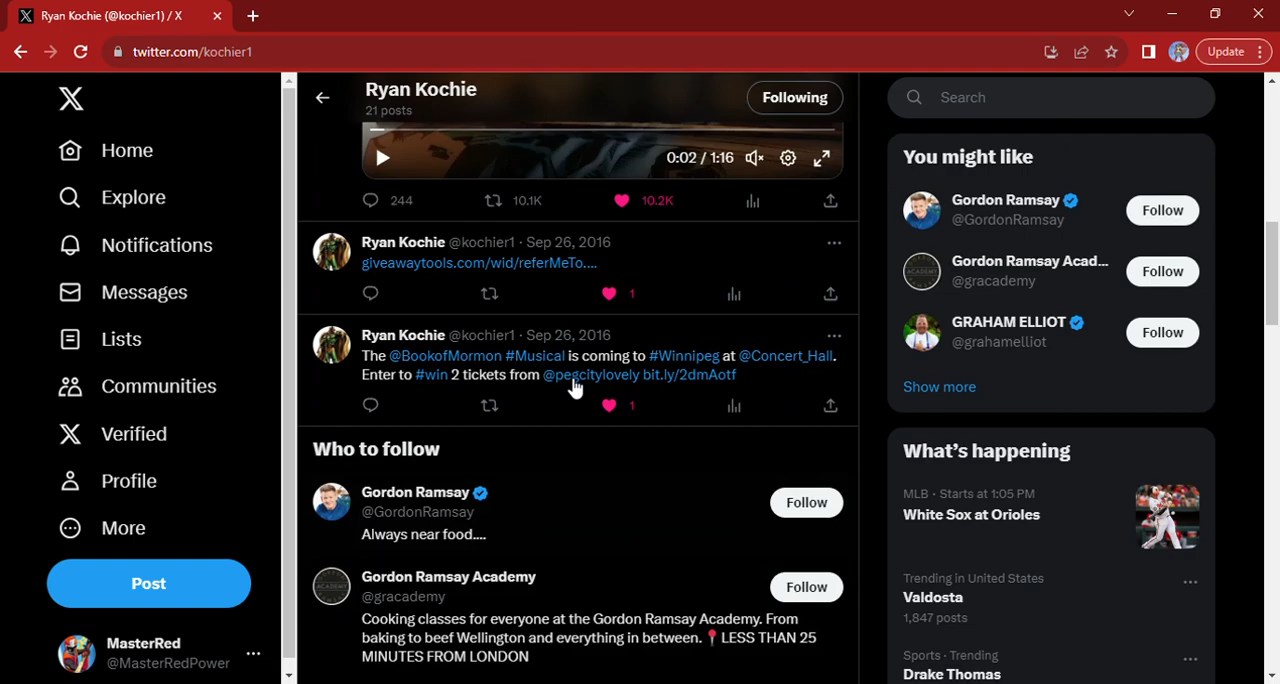 Ryan Kochie (@kochier1) / X
twitter.com/kochier1
Update
Home
Explore
Notifications
Messages
Lists
Communities
Verified
Profile
More
Post
MasterRed
@MasterRedPower
Ryan Kochie
21 posts
Following
0:02 / 1:16
244 10.1K 10.2K
Ryan Kochie @kochier1 · Sep 26, 2016
giveawaytools.com/wid/referMeTo....
1
Ryan Kochie @kochier1 · Sep 26, 2016
The @BookofMormon #Musical is coming to #Winnipeg at @Concert_Hall.
Enter to #win 2 tickets from @pegcitylovely bit.ly/2dmAotf
1
Who to follow
Gordon Ramsay
@GordonRamsay
Always near food....
Follow
Gordon Ramsay Academy
@gracademy
Follow
Cooking classes for everyone at the Gordon Ramsay Academy. From
baking to beef Wellington and everything in between. 📍LESS THAN 25
MINUTES FROM LONDON
Search
You might like
Gordon Ramsay
@GordonRamsay
Follow
Gordon Ramsay Acad...
@gracademy
Follow
GRAHAM ELLIOT
@grahamelliot
Follow
Show more
What's happening
MLB · Starts at 1:05 PM
White Sox at Orioles
Trending in United States
Valdosta
1,847 posts
Sports · Trending
Drake Thomas